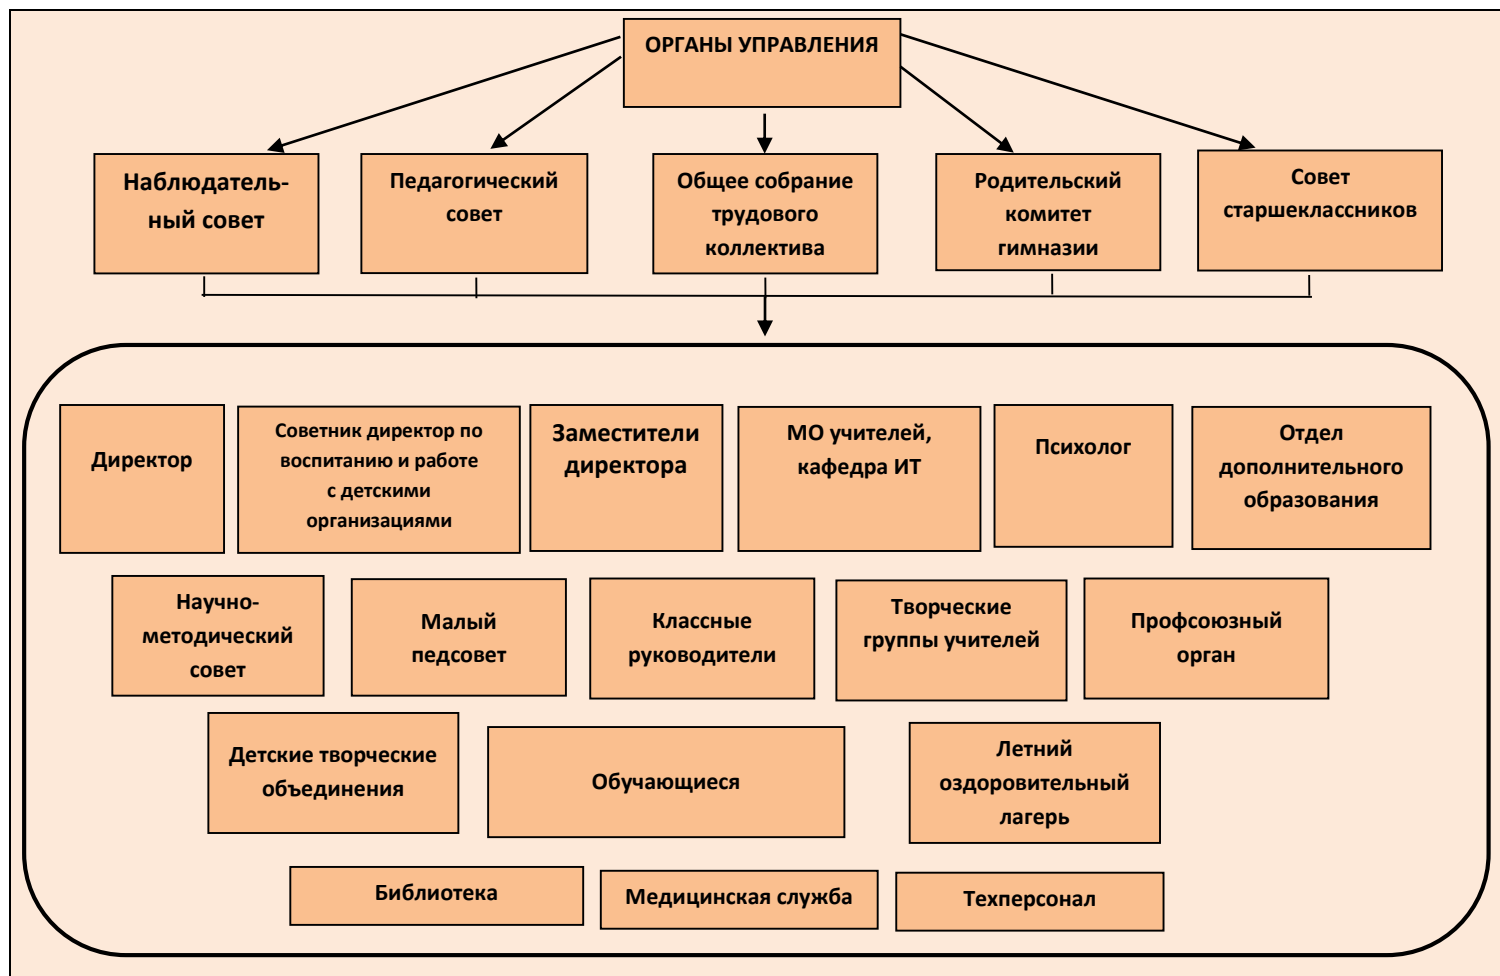 ОРГАНЫ УПРАВЛЕНИЯ
Наблюдатель-
ный совет
Педагогический
совет
Общее собрание
трудового
коллектива
Родительский
комитет
гимназии
Совет
старшеклассников
Директор
Советник директор по
воспитанию и работе
с детскими
организациями
Заместители
директора
МО учителей,
кафедра ИТ
Психолог
Отдел
дополнительного
образования
Научно-
методический
совет
Малый
педсовет
Классные
руководители
Творческие
группы учителей
Профсоюзный
орган
Детские творческие
объединения
Обучающиеся
Летний
оздоровительный
лагерь
Библиотека
Медицинская служба
Техперсонал